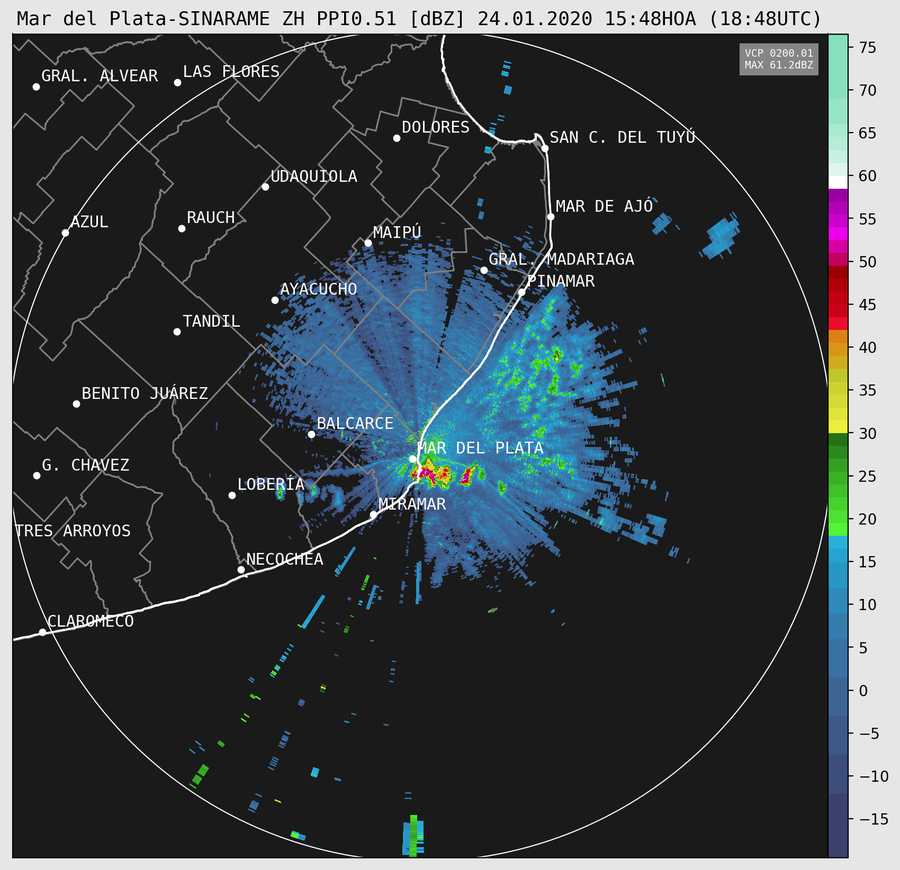 Mar del Plata-SINARAME ZH PPI0.51 [dBZ] 24.01.2020 15:48HOA (18:48UTC)
VCP 0200.01
MAX 61.2dBZ
75
70
65
60
55
50
45
40
35
30
25
20
15
10
5
0
−5
−10
−15
GRAL. ALVEAR
LAS FLORES
DOLORES
SAN C. DEL TUYÚ
UDAQUIOLA
MAR DE AJÓ
RAUCH
AZUL
MAIPÚ
GRAL. MADARIAGA
PINAMAR
AYACUCHO
TANDIL
BENITO JUÁREZ
BALCARCE
MAR DEL PLATA
G. CHAVEZ
LOBERÍA
MIRAMAR
TRES ARROYOS
NECOCHEA
CLAROMECO